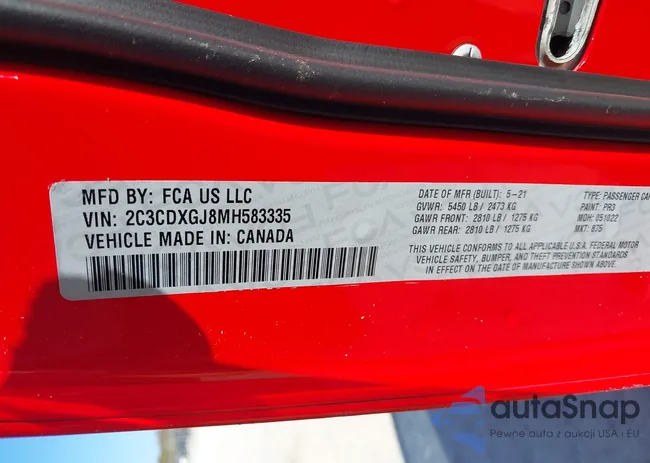 MFD BY: FCA US LLC
VIN: 2C3CDXGJ8MH583335
VEHICLE MADE IN: CANADA
DATE OF MFR (BUILT): 5-21
GVWR: 5450 LB / 2473 KG
GAWR FRONT: 2810 LB / 1275 KG
GAWR REAR: 2810 LB / 1275 KG
TYPE: PASSENGER CAR
PAINT: PR3
MDH: 051022
MKT: 875
THIS VEHICLE CONFORMS TO ALL APPLICABLE U.S.A. FEDERAL MOTOR
VEHICLE SAFETY, BUMPER, AND THEFT PREVENTION STANDARDS
IN EFFECT ON THE DATE OF MANUFACTURE SHOWN ABOVE.
autaSnap
Pewne auta z aukcji USA i EU